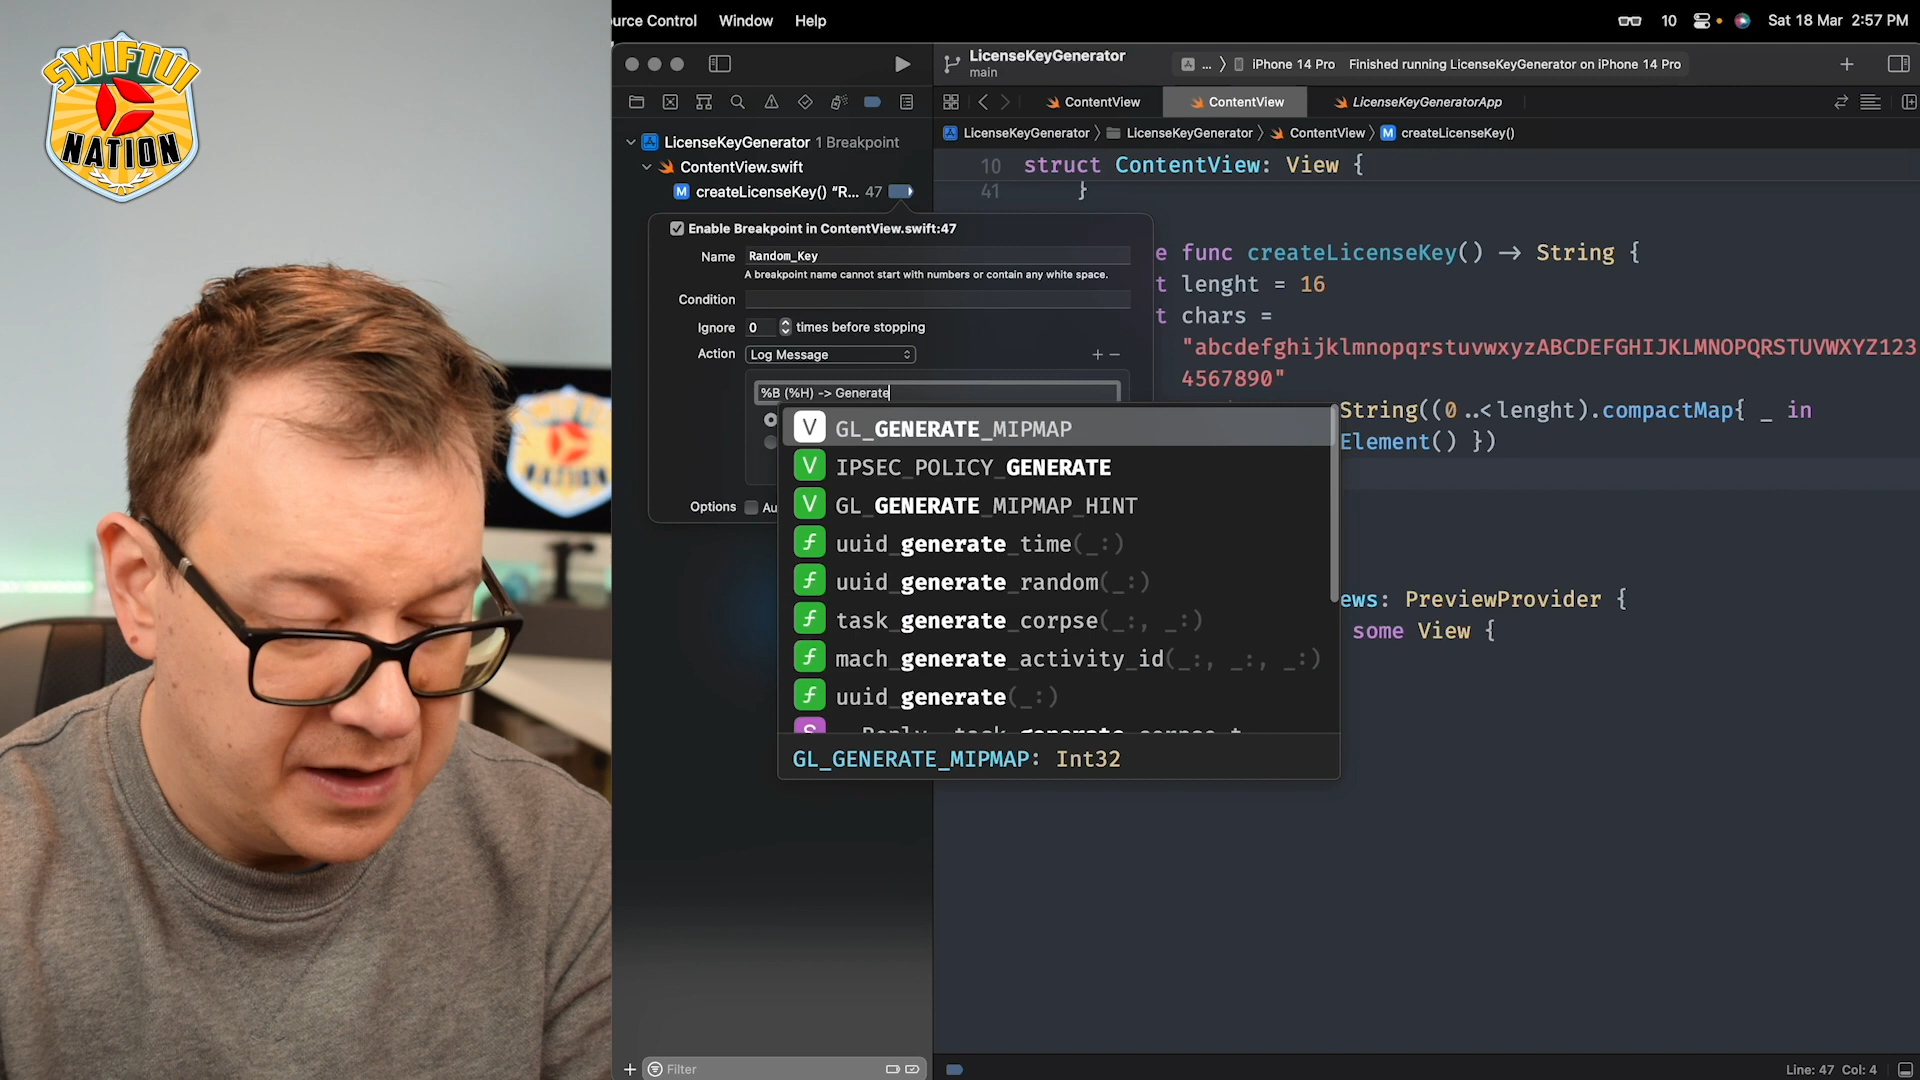 SWIFTUI
NATION
urce Control Window Help
10 Sat 18 Mar 2:57 PM
LicenseKeyGenerator
main
... 〉 iPhone 14 Pro Finished running LicenseKeyGenerator on iPhone 14 Pro
ContentView ContentView LicenseKeyGeneratorApp
LicenseKeyGenerator 〉 LicenseKeyGenerator 〉 ContentView 〉 M createLicenseKey()
LicenseKeyGenerator 1 Breakpoint
ContentView.swift
M createLicenseKey() “R... 47
Enable Breakpoint in ContentView.swift:47
Name Random_Key
A breakpoint name cannot start with numbers or contain any white space.
Condition
Ignore 0 times before stopping
Action Log Message + −
%B (%H) -> Generate
Options Au
V GL_GENERATE_MIPMAP
V IPSEC_POLICY_GENERATE
V GL_GENERATE_MIPMAP_HINT
f uuid_generate_time(_:)
f uuid_generate_random(_:)
f task_generate_corpse(_:, _:)
f mach_generate_activity_id(_:, _:, _:)
f uuid_generate(_:)
GL_GENERATE_MIPMAP: Int32
10 struct ContentView: View {
41 }
e func createLicenseKey() -> String {
t lenght = 16
t chars =
"abcdefghijklmnopqrstuvwxyzABCDEFGHIJKLMNOPQRSTUVWXYZ123
4567890"
String((0..<lenght).compactMap{ _ in
Element() })
ews: PreviewProvider {
some View {
+ Filter
Line: 47 Col: 4